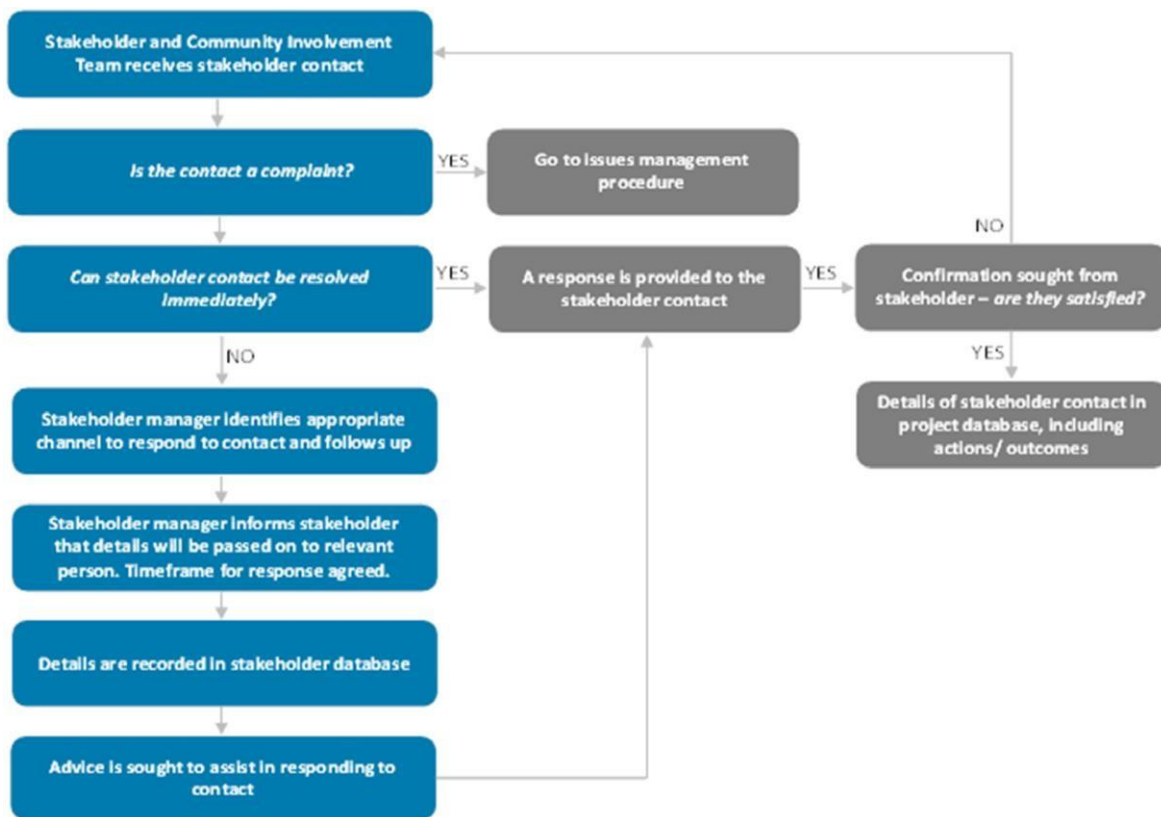 Stakeholder and Community Involvement
Team receives stakeholder contact
Is the contact a complaint?
YES
Go to issues management
procedure
NO
Can stakeholder contact be resolved
immediately?
YES
A response is provided to the
stakeholder contact
YES
Confirmation sought from
stakeholder – are they satisfied?
NO
YES
Stakeholder manager identifies appropriate
channel to respond to contact and follows up
Details of stakeholder contact in
project database, including
actions/ outcomes
Stakeholder manager informs stakeholder
that details will be passed on to relevant
person. Timeframe for response agreed.
Details are recorded in stakeholder database
Advice is sought to assist in responding to
contact